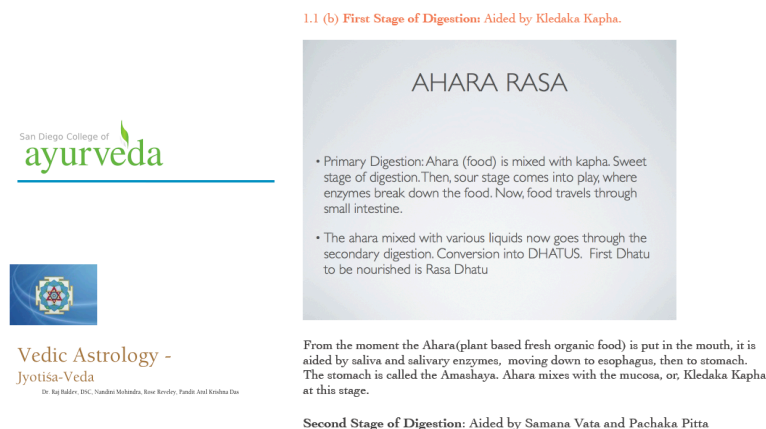 San Diego College of
ayurveda
Vedic Astrology -
Jyotiśa-Veda
Dr. Raj Baldev, DSC, Nandini Mohindra, Rose Reveley, Pandit Atul Krishna Das
1.1 (b) First Stage of Digestion: Aided by Kledaka Kapha.
AHARA RASA
• Primary Digestion: Ahara (food) is mixed with kapha. Sweet
stage of digestion. Then, sour stage comes into play, where
enzymes break down the food. Now, food travels through
small intestine.
• The ahara mixed with various liquids now goes through the
secondary digestion. Conversion into DHATUS. First Dhatu
to be nourished is Rasa Dhatu
From the moment the Ahara(plant based fresh organic food) is put in the mouth, it is
aided by saliva and salivary enzymes, moving down to esophagus, then to stomach.
The stomach is called the Amashaya. Ahara mixes with the mucosa, or, Kledaka Kapha
at this stage.
Second Stage of Digestion: Aided by Samana Vata and Pachaka Pitta